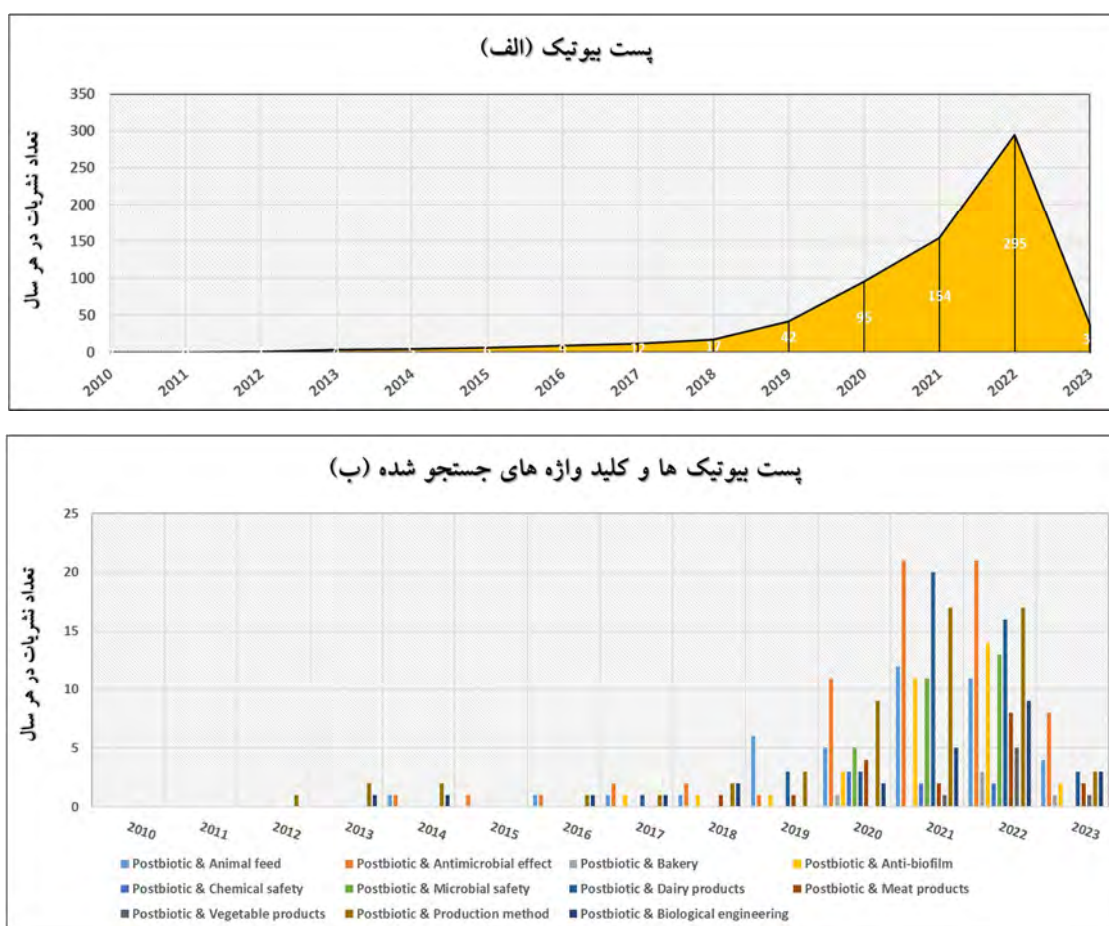 پست بیوتیک (الف)
تعداد نشریات در هر سال
350
300
250
200
150
100
50
0
12 17 42 95 154 295
2010 2011 2012 2013 2014 2015 2016 2017 2018 2019 2020 2021 2022 2023
پست بیوتیک ها و کلید واژه های جستجو شده (ب)
تعداد نشریات در هر سال
25
20
15
10
5
0
2010 2011 2012 2013 2014 2015 2016 2017 2018 2019 2020 2021 2022 2023
Postbiotic & Animal feed Postbiotic & Antimicrobial effect Postbiotic & Bakery Postbiotic & Anti-biofilm
Postbiotic & Chemical safety Postbiotic & Microbial safety Postbiotic & Dairy products Postbiotic & Meat products
Postbiotic & Vegetable products Postbiotic & Production method Postbiotic & Biological engineering